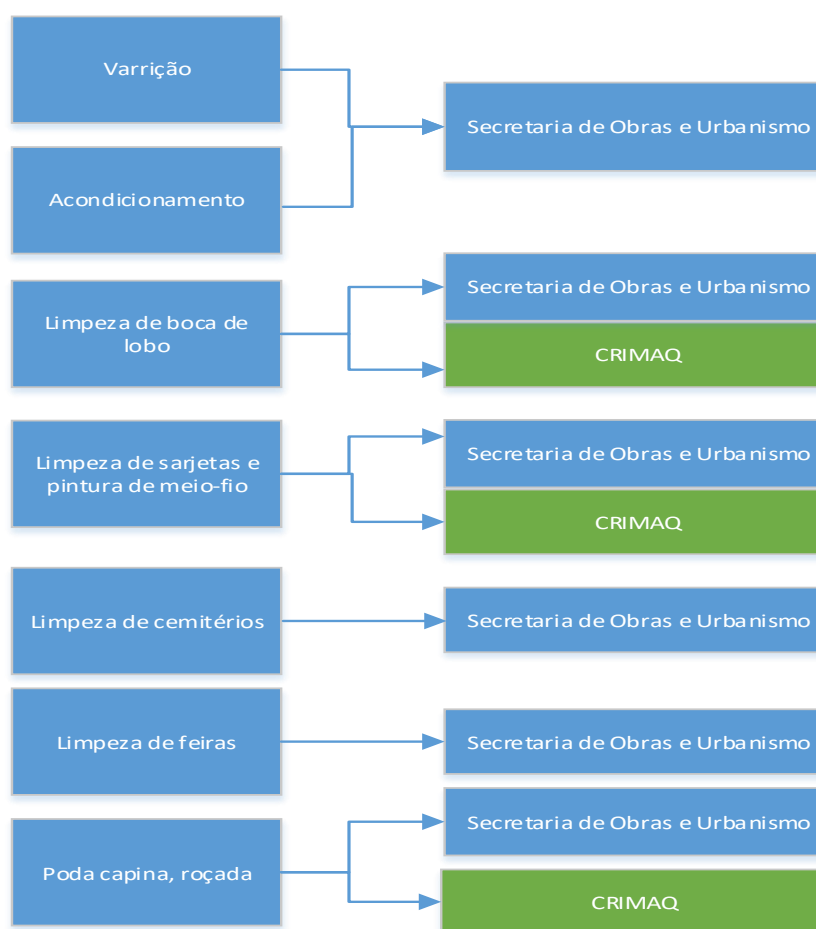 Varrição
Secretaria de Obras e Urbanismo
Acondicionamento
Limpeza de boca de
lobo
Secretaria de Obras e Urbanismo
CRIMAQ
Limpeza de sarjetas e
pintura de meio-fio
Secretaria de Obras e Urbanismo
CRIMAQ
Limpeza de cemitérios
Secretaria de Obras e Urbanismo
Limpeza de feiras
Secretaria de Obras e Urbanismo
Poda capina, roçada
Secretaria de Obras e Urbanismo
CRIMAQ